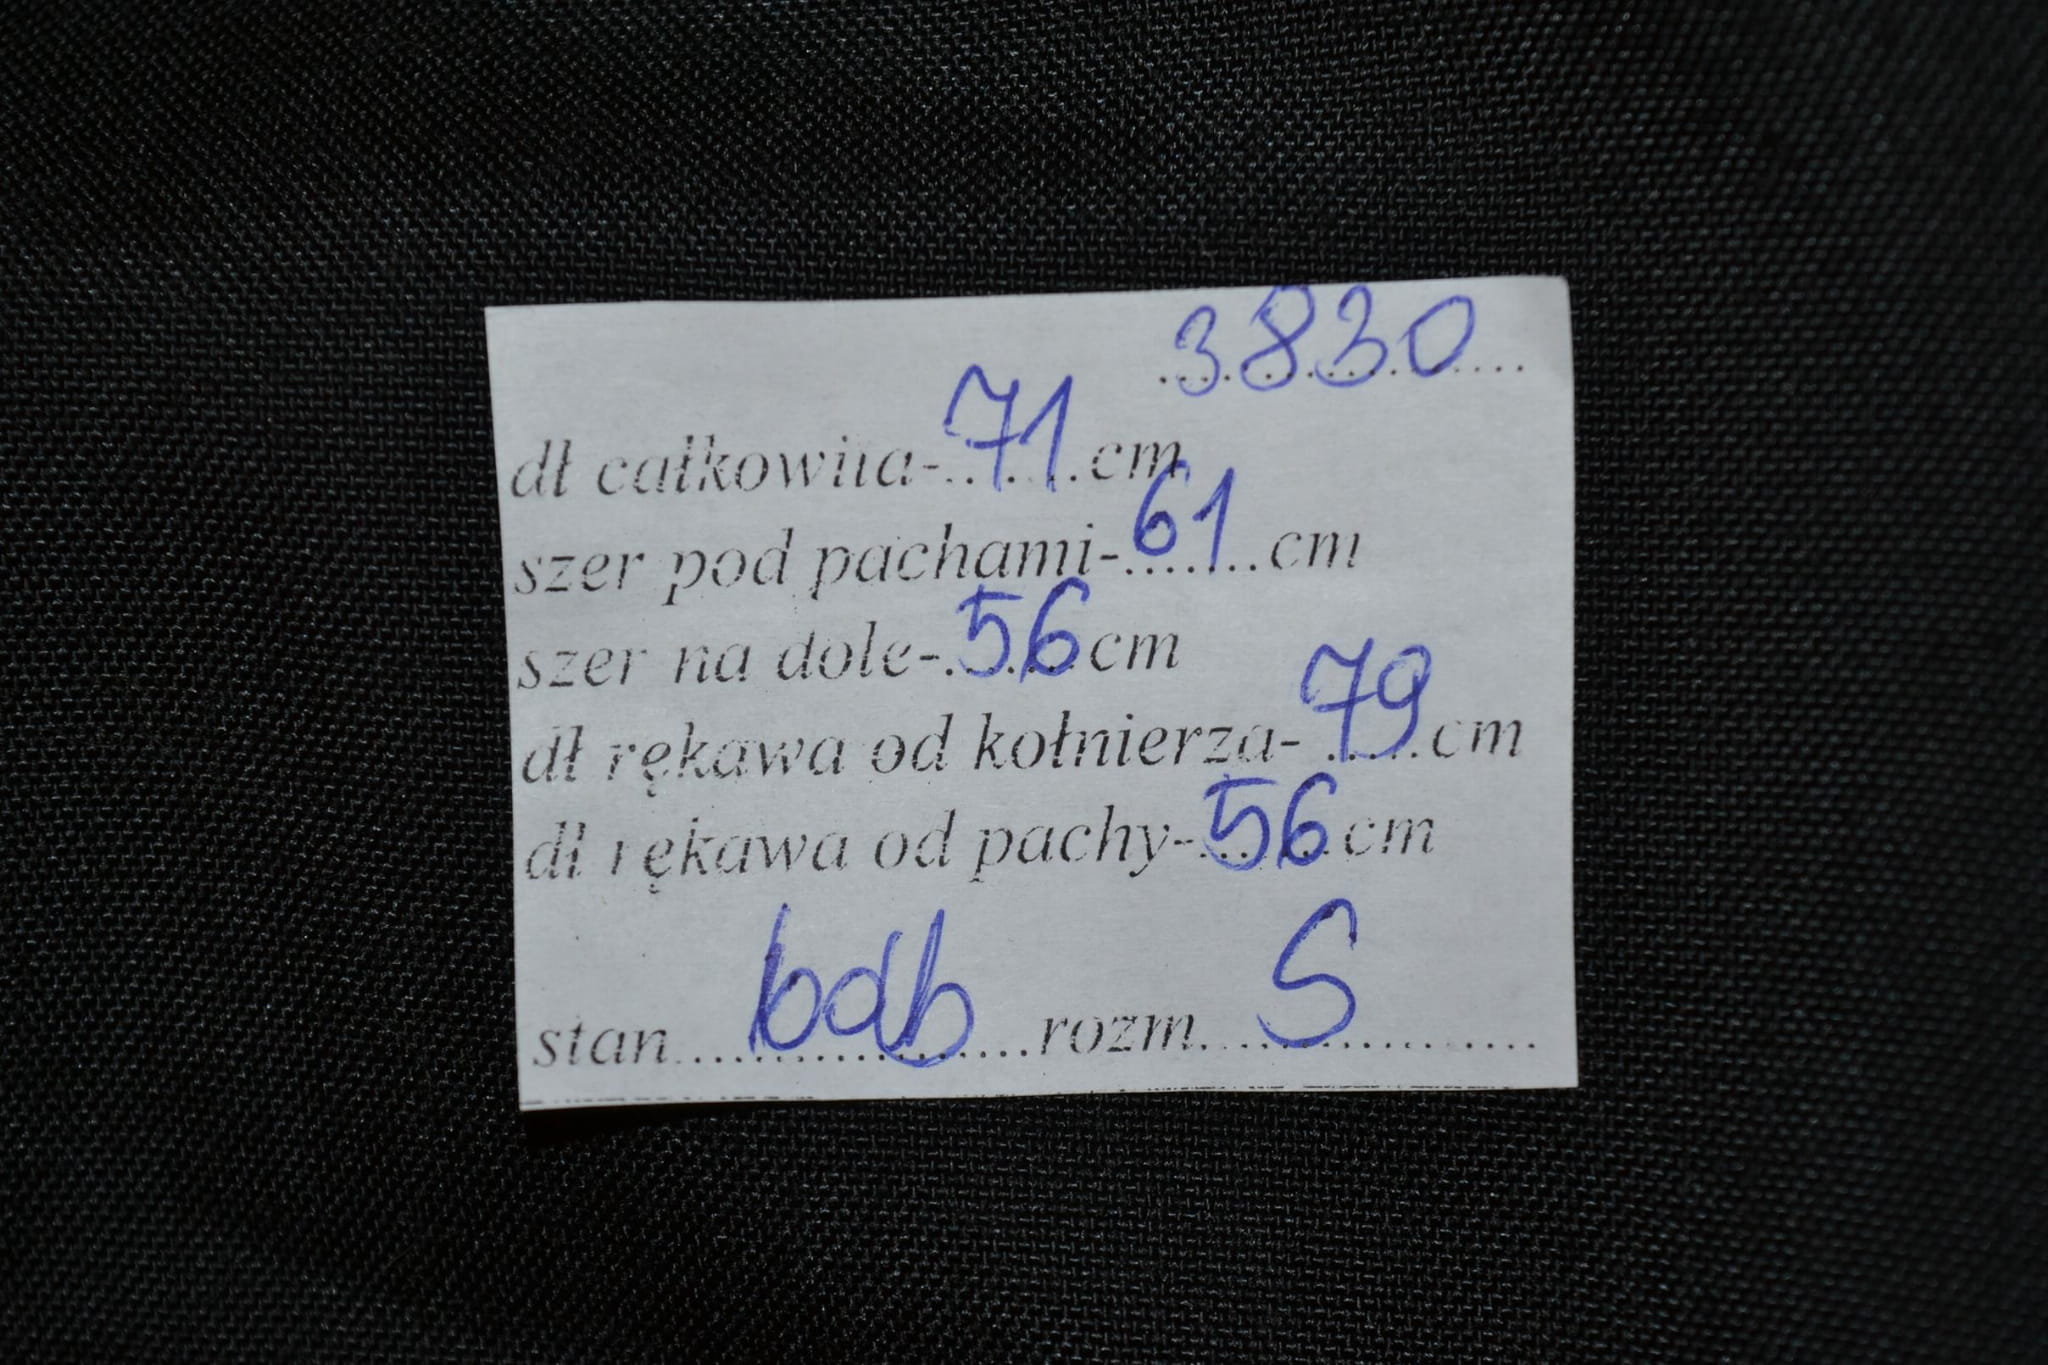 3830
dł całkowita-71cm
szer pod pachami-61cm
szer na dole-56cm
dł rękawa od kołnierza-79cm
dł rękawa od pachy-56cm
stan bdb rozm S